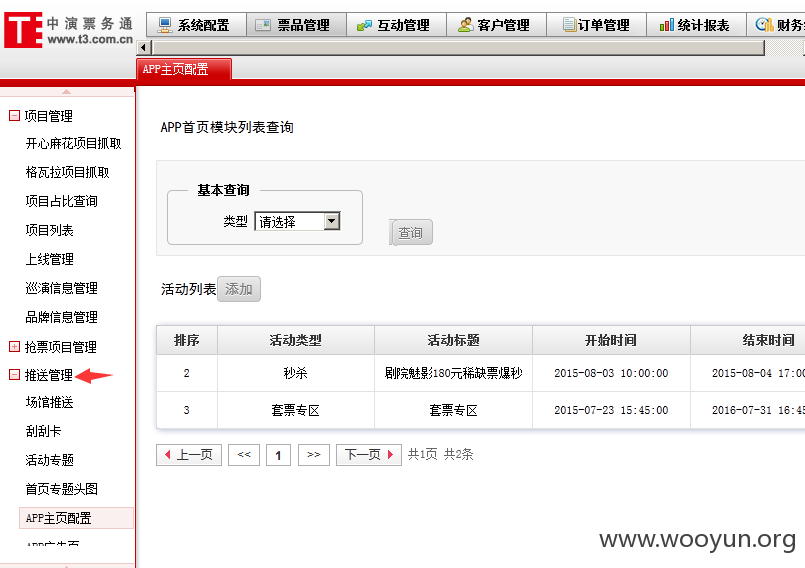 中演票务通
www.t3.com.cn
系统配置 票品管理 互动管理 客户管理 订单管理 统计报表 财务
APP主页配置
项目管理
开心麻花项目抓取
格瓦拉项目抓取
项目占比查询
项目列表
上线管理
巡演信息管理
品牌信息管理
抢票项目管理
推送管理
场馆推送
刮刮卡
活动专题
首页专题头图
APP主页配置
APP广告页
APP首页模块列表查询
基本查询
类型 请选择
查询
活动列表 添加
排序 活动类型 活动标题 开始时间 结束时间
2 秒杀 剧院魅影180元稀缺票爆秒 2015-08-03 10:00:00 2015-08-04 17:00
3 套票专区 套票专区 2015-07-23 15:45:00 2016-07-31 16:45
上一页 << 1 >> 下一页 共1页 共2条
www.wooyun.org